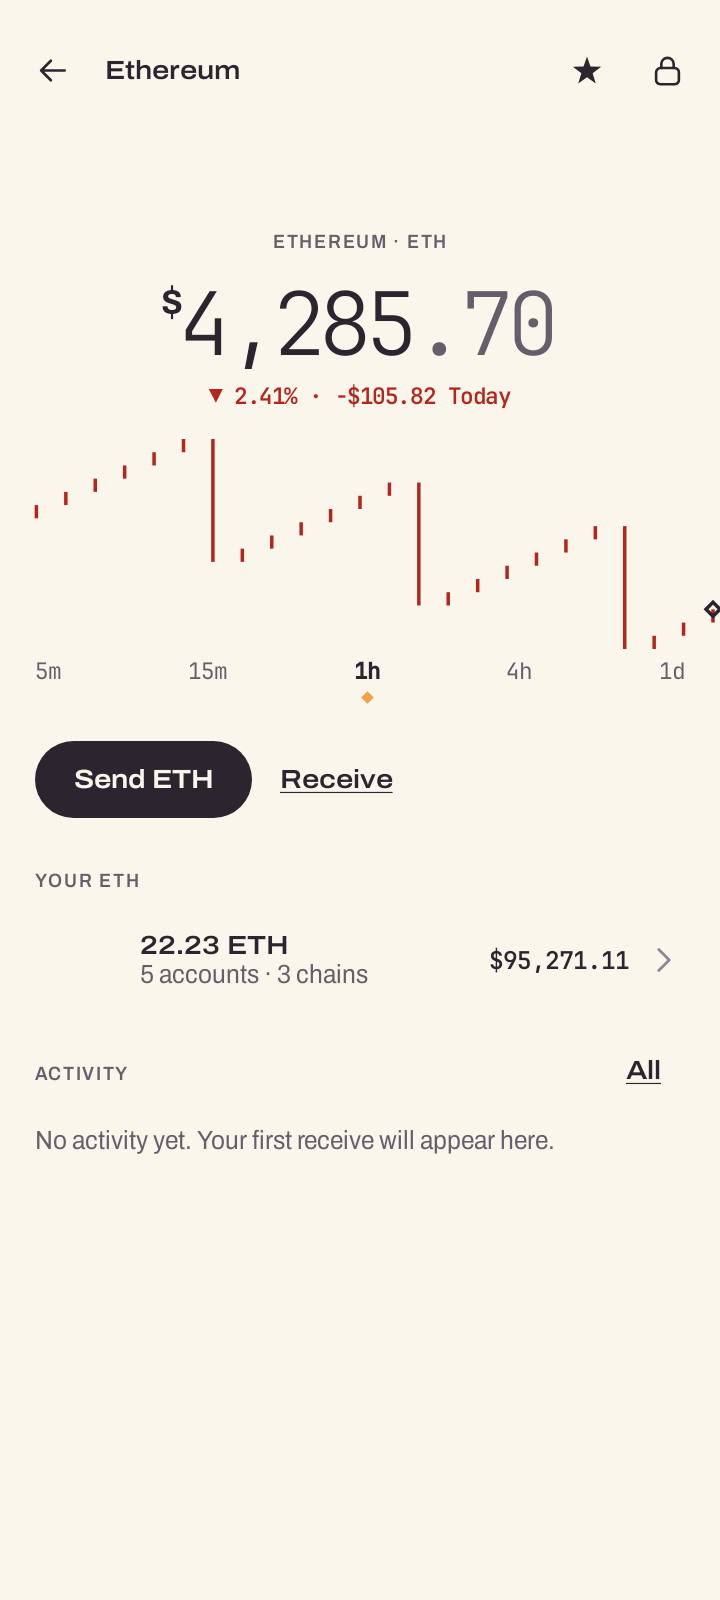 Ethereum
ETHEREUM · ETH
$4,285.70
▼ 2.41% · -$105.82 Today
5m 15m 1h 4h 1d
Send ETH Receive
YOUR ETH
22.23 ETH
5 accounts · 3 chains
$95,271.11
ACTIVITY All
No activity yet. Your first receive will appear here.